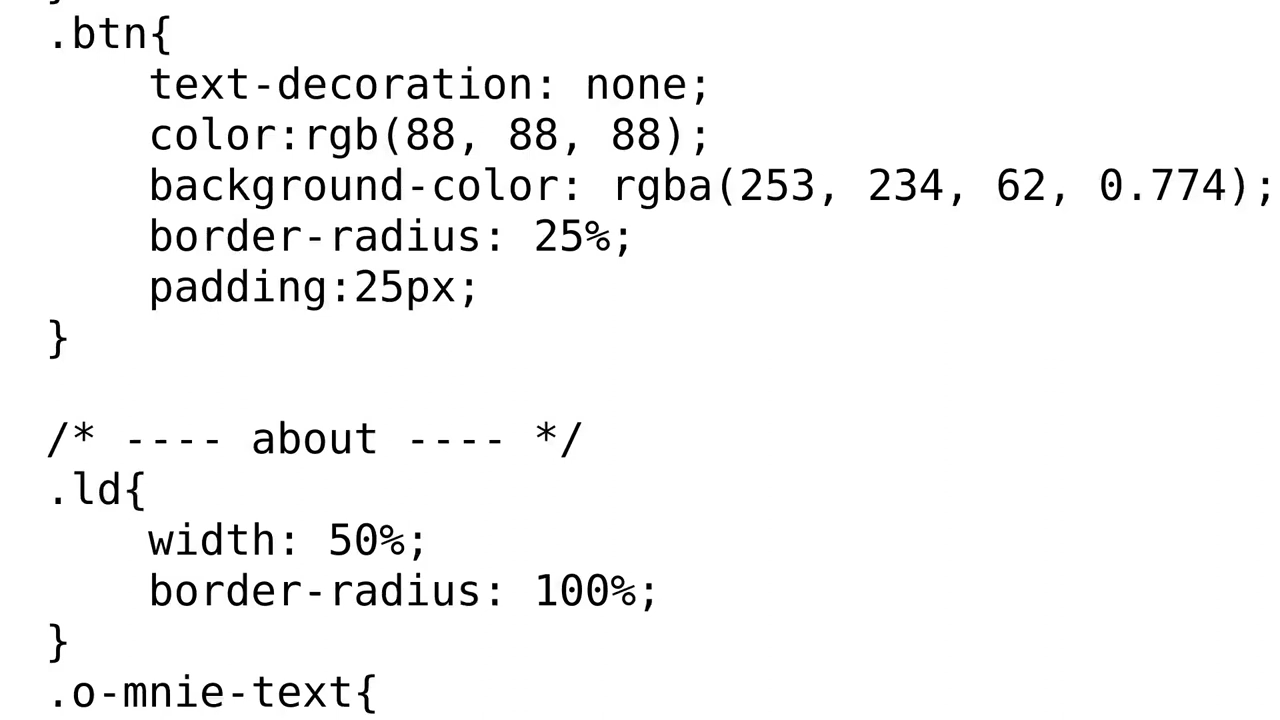 }
.btn{
    text-decoration: none;
    color:rgb(88, 88, 88);
    background-color: rgba(253, 234, 62, 0.774);
    border-radius: 25%;
    padding:25px;
}
/* ---- about ---- */
.ld{
    width: 50%;
    border-radius: 100%;
}
.o-mnie-text{